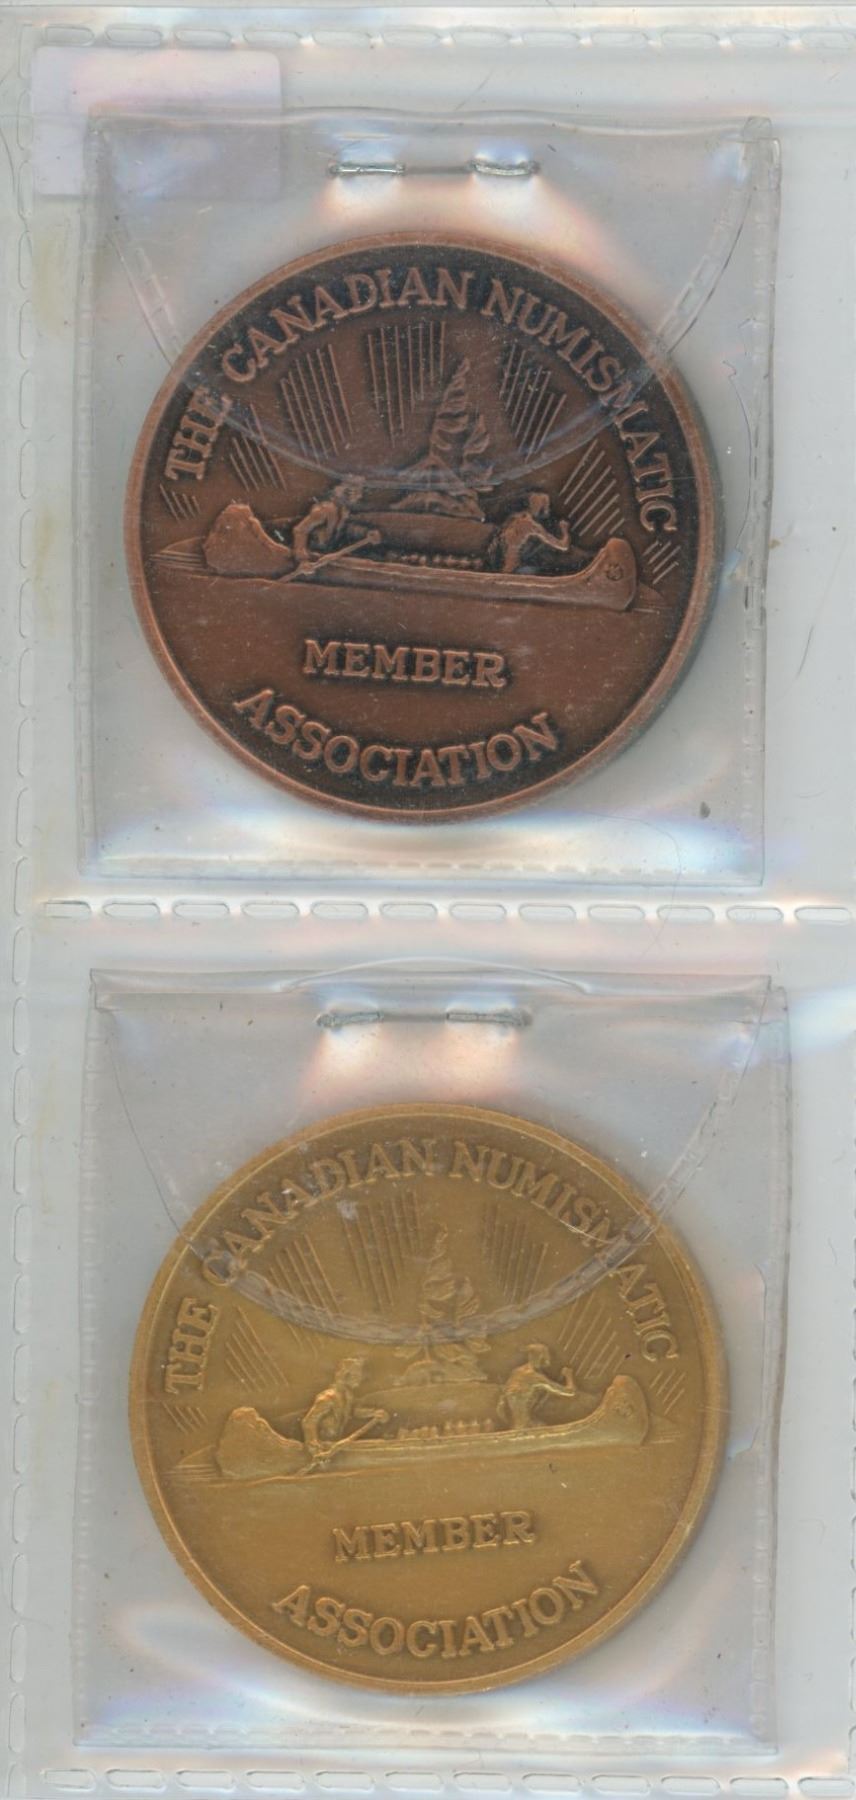 THE CANADIAN NUMISMATIC
MEMBER
ASSOCIATION
THE CANADIAN NUMISMATIC
MEMBER
ASSOCIATION